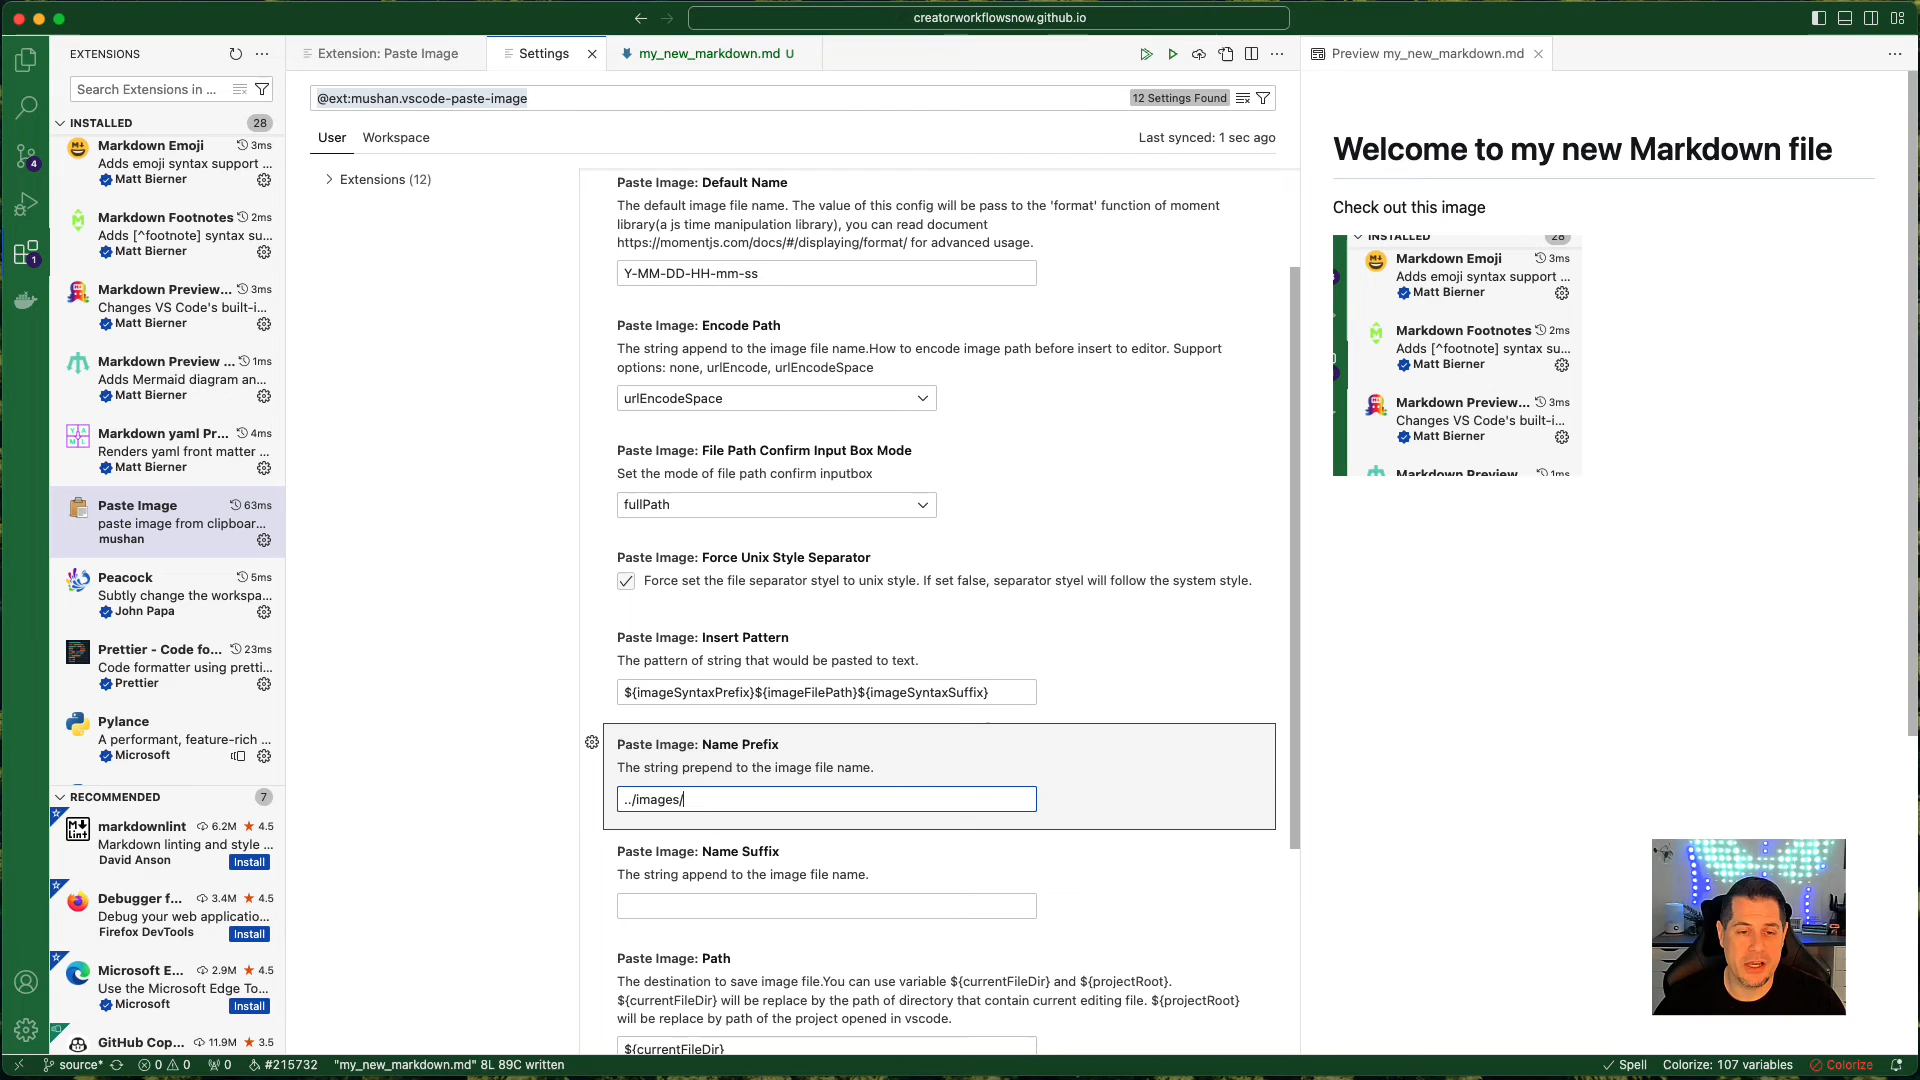 creatorworkflowsnow.github.io
EXTENSIONS
Search Extensions in ...
INSTALLED
28
Markdown Emoji
3ms
Adds emoji syntax support ...
Matt Bierner
Markdown Footnotes
2ms
Adds [^footnote] syntax su...
Matt Bierner
Markdown Preview...
3ms
Changes VS Code's built-i...
Matt Bierner
Markdown Preview ...
1ms
Adds Mermaid diagram an...
Matt Bierner
Markdown yaml Pr...
4ms
Renders yaml front matter ...
Matt Bierner
Paste Image
63ms
paste image from clipboar...
mushan
Peacock
5ms
Subtly change the workspa...
John Papa
Prettier - Code fo...
23ms
Code formatter using pretti...
Prettier
Pylance
A performant, feature-rich ...
Microsoft
RECOMMENDED
7
markdownlint
6.2M
4.5
Markdown linting and style ...
David Anson
Install
Debugger f...
3.4M
4.5
Debug your web applicatio...
Firefox DevTools
Install
Microsoft E...
2.9M
4.5
Use the Microsoft Edge To...
Microsoft
Install
GitHub Cop...
11.9M
3.5
4
1
Extension: Paste Image
Settings
my_new_markdown.md U
@ext:mushan.vscode-paste-image
12 Settings Found
User
Workspace
Last synced: 1 sec ago
Extensions (12)
Paste Image: Default Name
The default image file name. The value of this config will be pass to the 'format' function of moment
library(a js time manipulation library), you can read document
https://momentjs.com/docs/#/displaying/format/ for advanced usage.
Y-MM-DD-HH-mm-ss
Paste Image: Encode Path
The string append to the image file name.How to encode image path before insert to editor. Support
options: none, urlEncode, urlEncodeSpace
urlEncodeSpace
Paste Image: File Path Confirm Input Box Mode
Set the mode of file path confirm inputbox
fullPath
Paste Image: Force Unix Style Separator
Force set the file separator styel to unix style. If set false, separator styel will follow the system style.
Paste Image: Insert Pattern
The pattern of string that would be pasted to text.
${imageSyntaxPrefix}${imageFilePath}${imageSyntaxSuffix}
Paste Image: Name Prefix
The string prepend to the image file name.
../images/
Paste Image: Name Suffix
The string append to the image file name.
Paste Image: Path
The destination to save image file.You can use variable ${currentFileDir} and ${projectRoot}.
${currentFileDir} will be replace by the path of directory that contain current editing file. ${projectRoot}
will be replace by path of the project opened in vscode.
${currentFileDir}
Preview my_new_markdown.md
Welcome to my new Markdown file
Check out this image
INSTALLED
28
Markdown Emoji
3ms
Adds emoji syntax support ...
Matt Bierner
Markdown Footnotes
2ms
Adds [^footnote] syntax su...
Matt Bierner
Markdown Preview...
3ms
Changes VS Code's built-i...
Matt Bierner
Markdown Preview
1ms
source*
0
0
0
#215732
"my_new_markdown.md" 8L 89C written
Spell
Colorize: 107 variables
Colorize